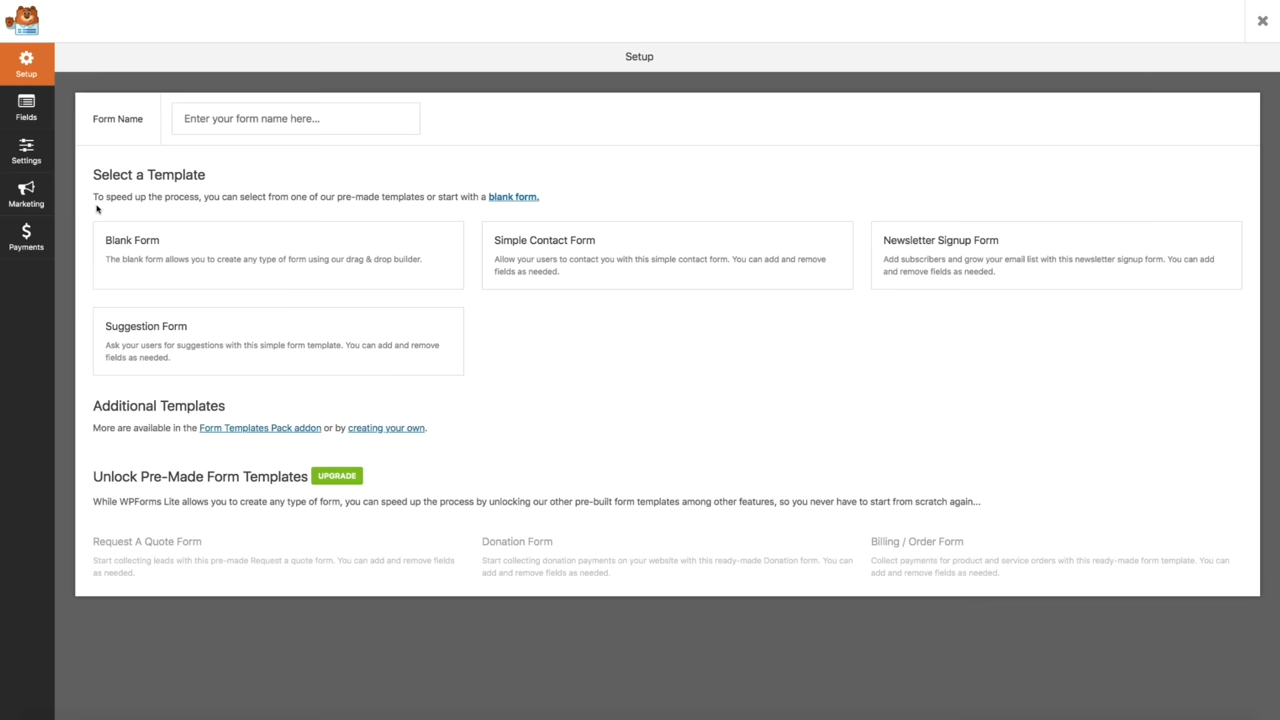 Setup
Setup
Fields
Settings
Marketing
Payments
Form Name
Enter your form name here...
Select a Template
To speed up the process, you can select from one of our pre-made templates or start with a blank form.
Blank Form
The blank form allows you to create any type of form using our drag & drop builder.
Simple Contact Form
Allow your users to contact you with this simple contact form. You can add and remove
fields as needed.
Newsletter Signup Form
Add subscribers and grow your email list with this newsletter signup form. You can add
and remove fields as needed.
Suggestion Form
Ask your users for suggestions with this simple form template. You can add and remove
fields as needed.
Additional Templates
More are available in the Form Templates Pack addon or by creating your own.
Unlock Pre-Made Form Templates UPGRADE
While WPForms Lite allows you to create any type of form, you can speed up the process by unlocking our other pre-built form templates among other features, so you never have to start from scratch again...
Request A Quote Form
Start collecting leads with this pre-made Request a quote form. You can add and remove fields
as needed.
Donation Form
Start collecting donation payments on your website with this ready-made Donation form. You can
add and remove fields as needed.
Billing / Order Form
Collect payments for product and service orders with this ready-made form template. You can
add and remove fields as needed.